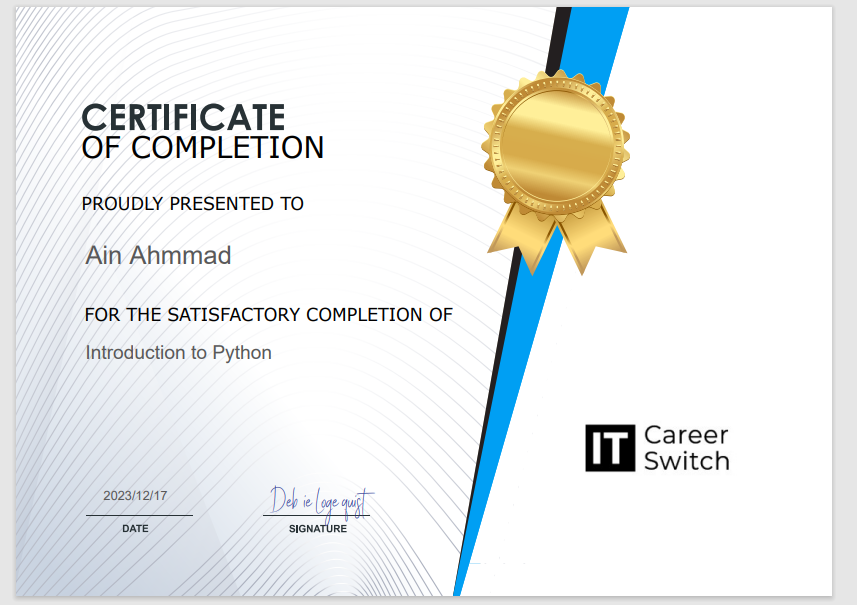 CERTIFICATE
OF COMPLETION
PROUDLY PRESENTED TO
Ain Ahmmad
FOR THE SATISFACTORY COMPLETION OF
Introduction to Python
IT Career
Switch
2023/12/17
Deb ie Loge quist
DATE
SIGNATURE